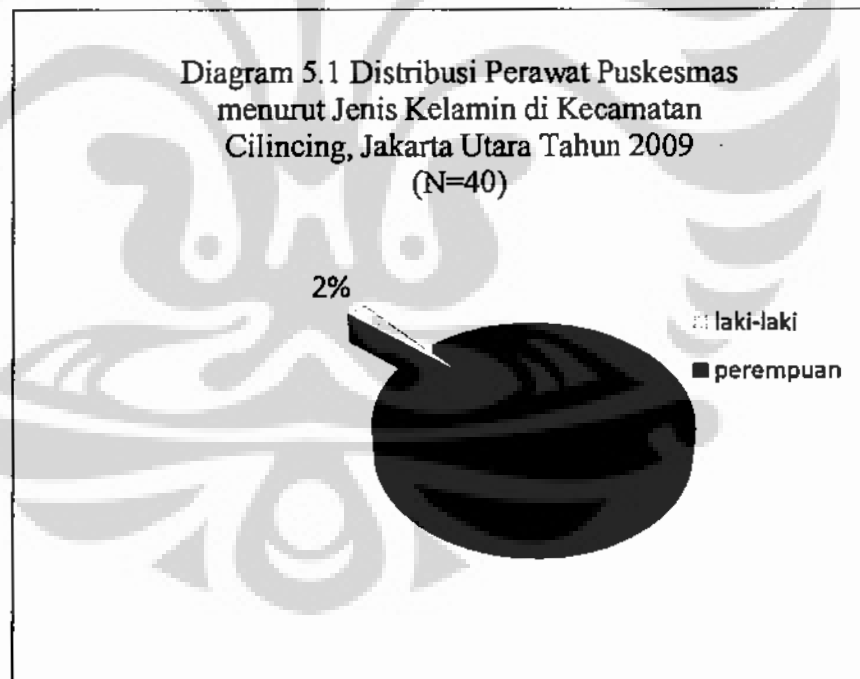 Diagram 5.1 Distribusi Perawat Puskesmas
menurut Jenis Kelamin di Kecamatan
Cilincing, Jakarta Utara Tahun 2009
(N=40)
2%
laki-laki
perempuan